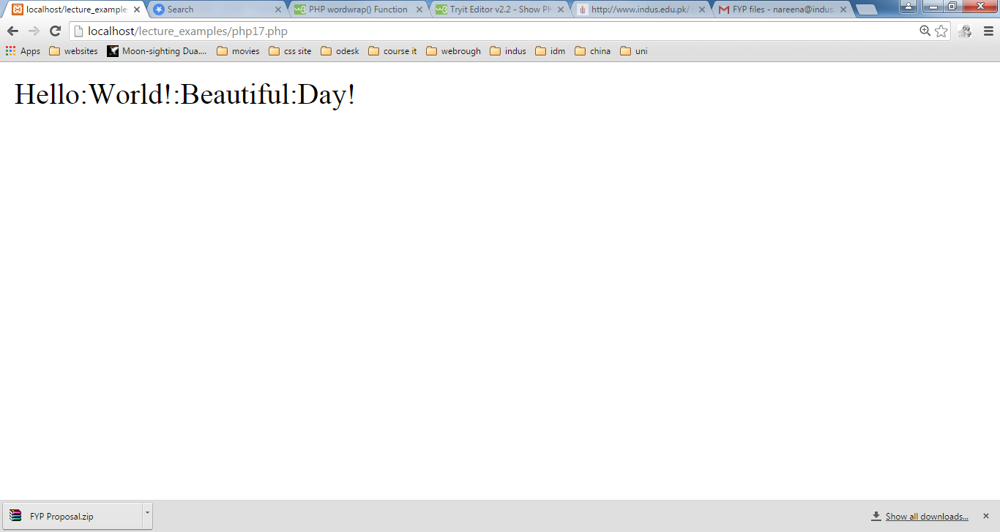 localhost/lecture_example Search PHP wordwrap() Function Tryit Editor v2.2 - Show PH http://www.indus.edu.pk/ FYP files - nareena@indus
localhost/lecture_examples/php17.php
Apps websites Moon-sighting Dua.... movies css site odesk course it webrough indus idm china uni
Hello:World!:Beautiful:Day!
FYP Proposal.zip Show all downloads...